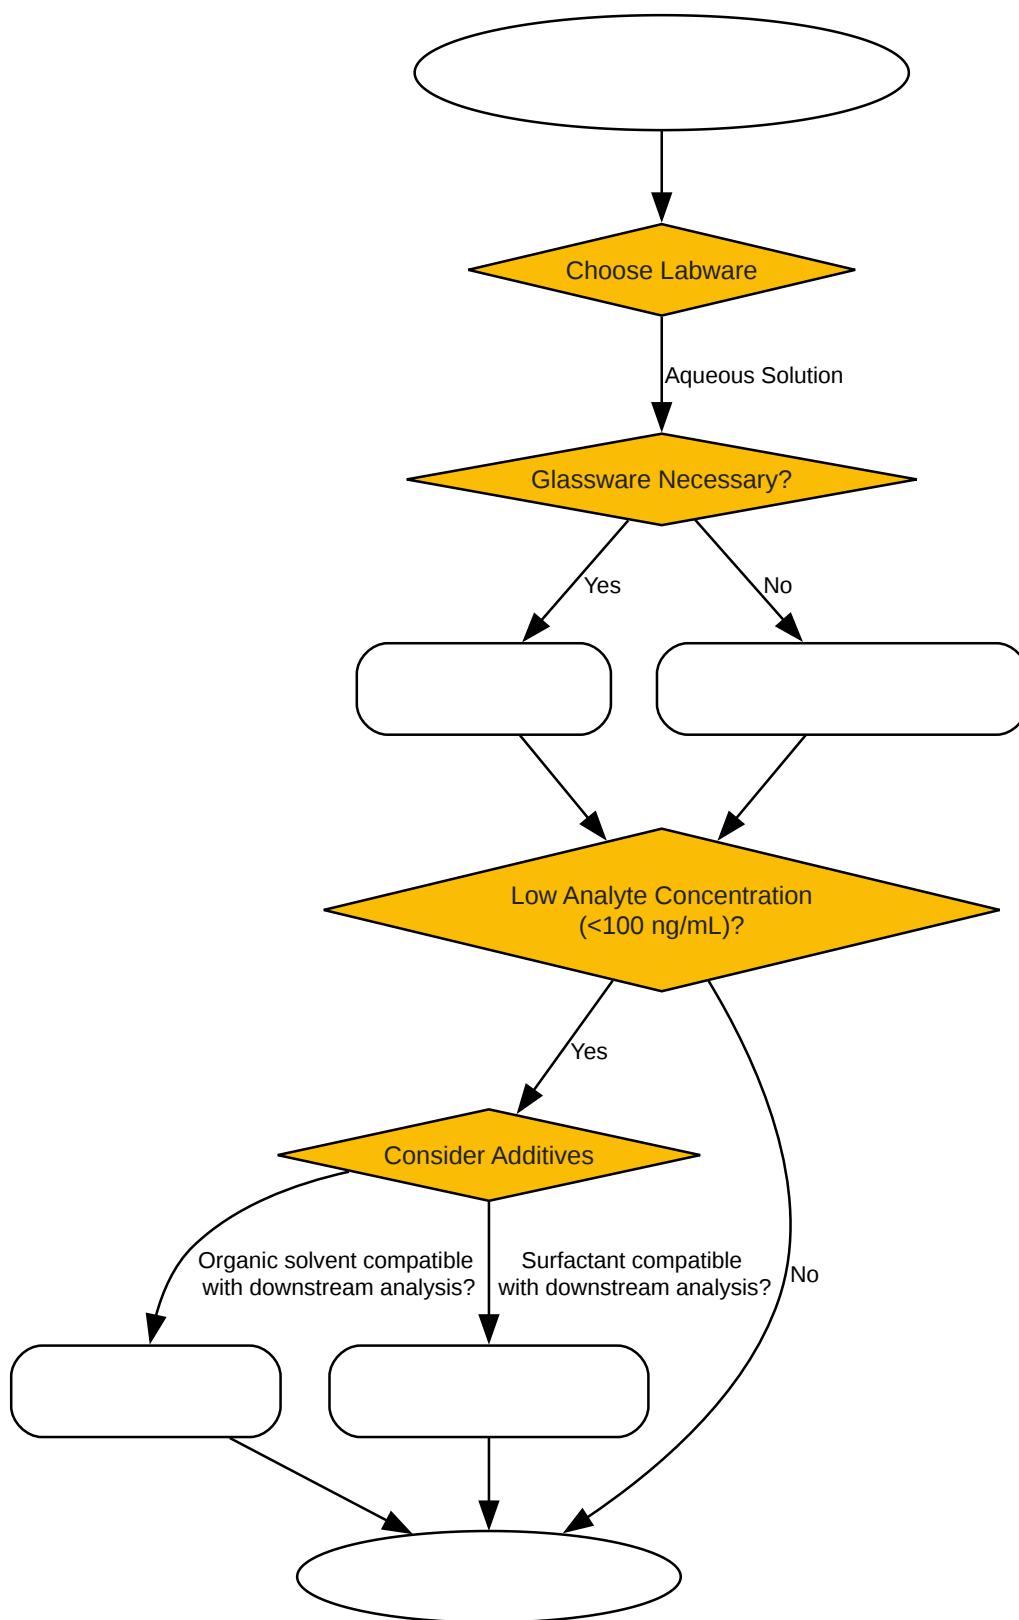 Choose Labware
Aqueous Solution
Glassware Necessary?
Yes
No
Low Analyte Concentration
(<100 ng/mL)?
Yes
Consider Additives
Organic solvent compatible
with downstream analysis?
Surfactant compatible
with downstream analysis?
No